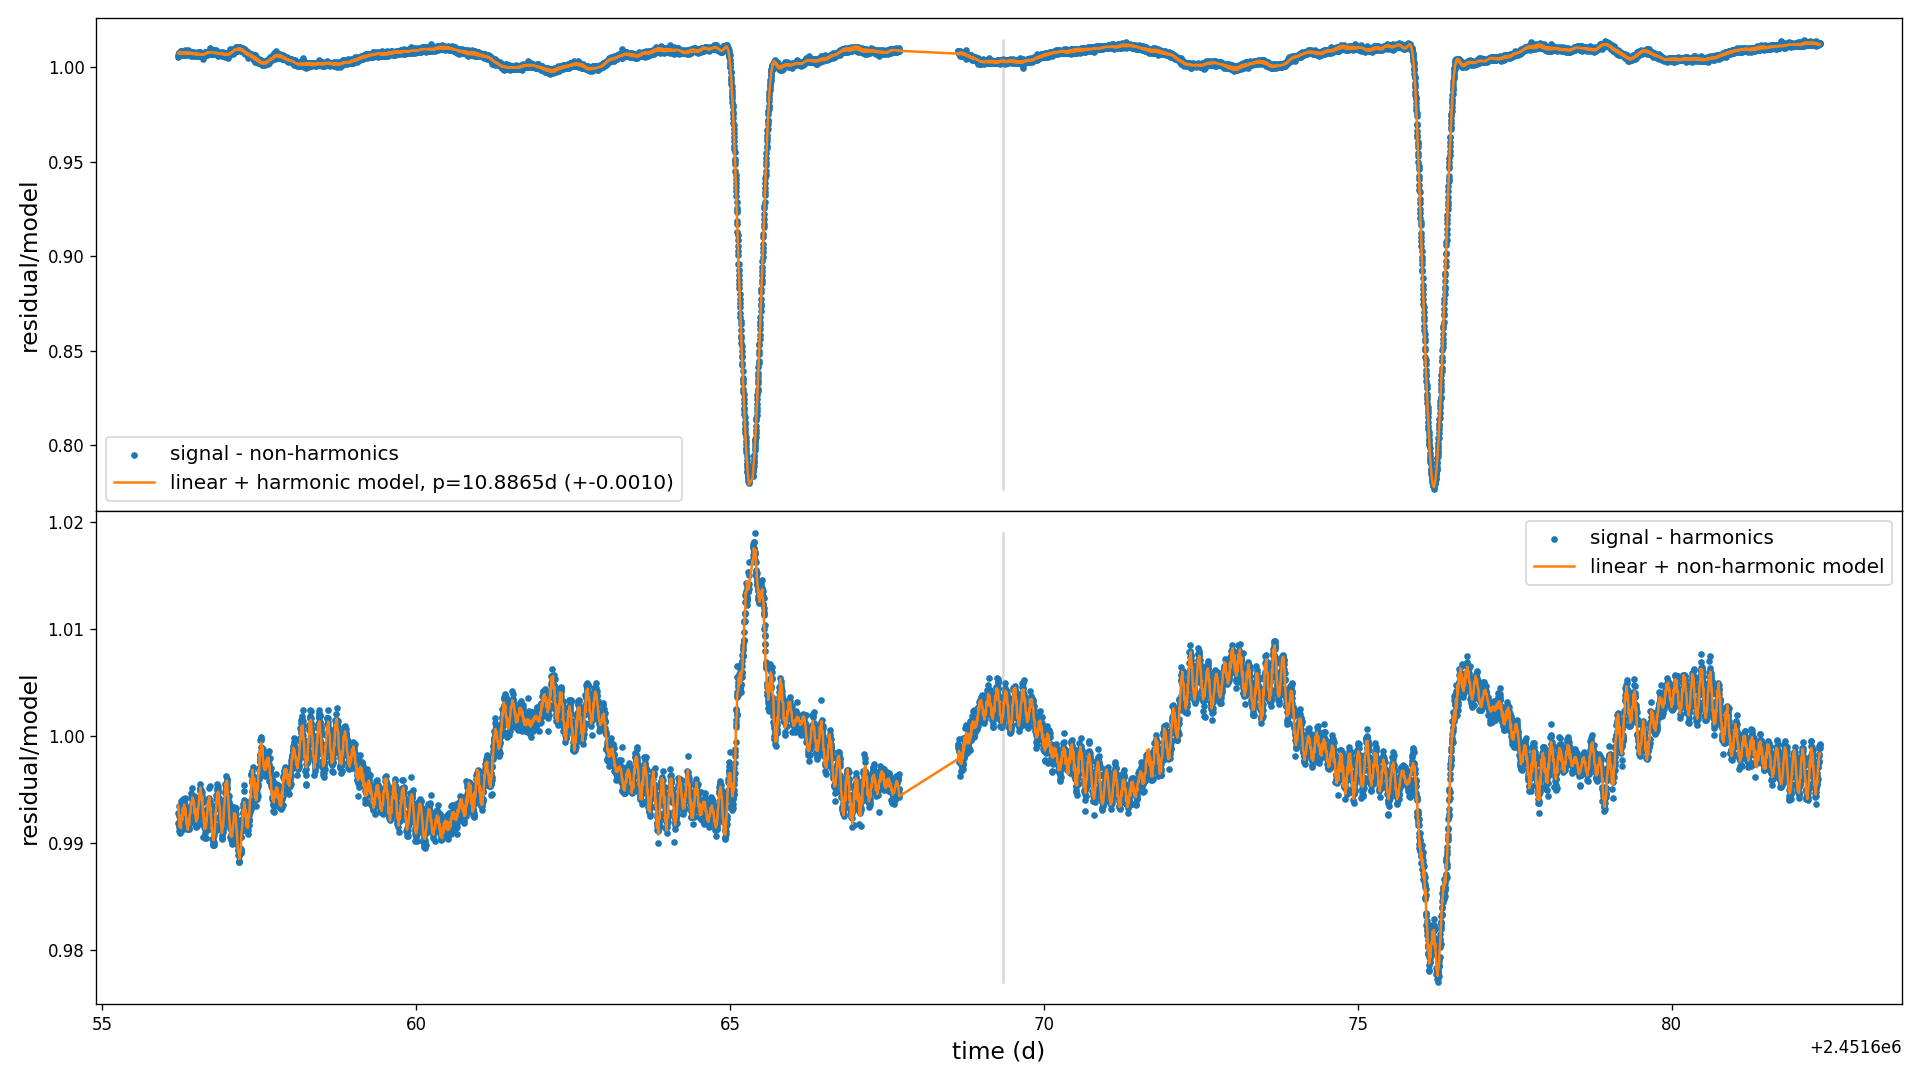 residual/model
1.00
0.95
0.90
0.85
0.80
signal - non-harmonics
linear + harmonic model, p=10.8865d (+-0.0010)
residual/model
1.02
1.01
1.00
0.99
0.98
signal - harmonics
linear + non-harmonic model
55 60 65 70 75 80
time (d)
+2.4516e6